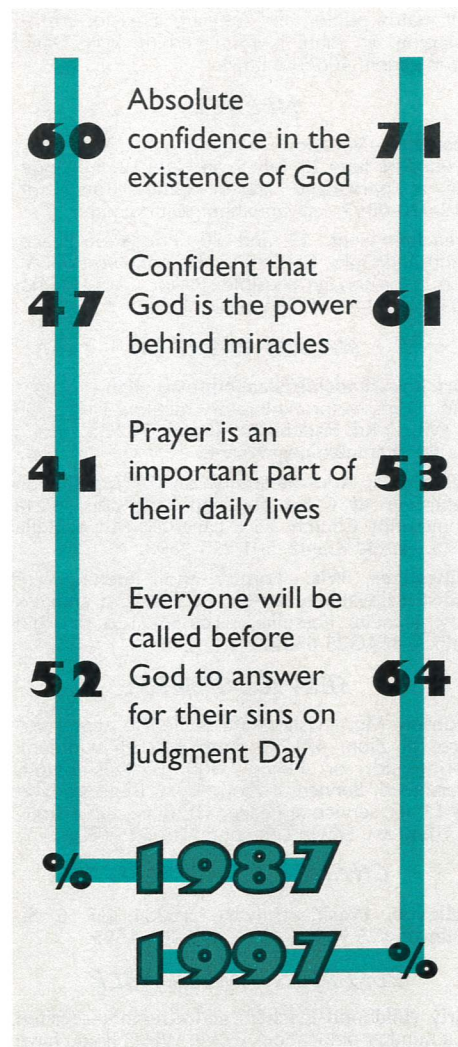 Absolute
60 confidence in the 71
existence of God
Confident that
47 God is the power 61
behind miracles
Prayer is an
41 important part of 53
their daily lives
Everyone will be
called before
52 God to answer 64
for their sins on
Judgment Day
% 1987
1997 %